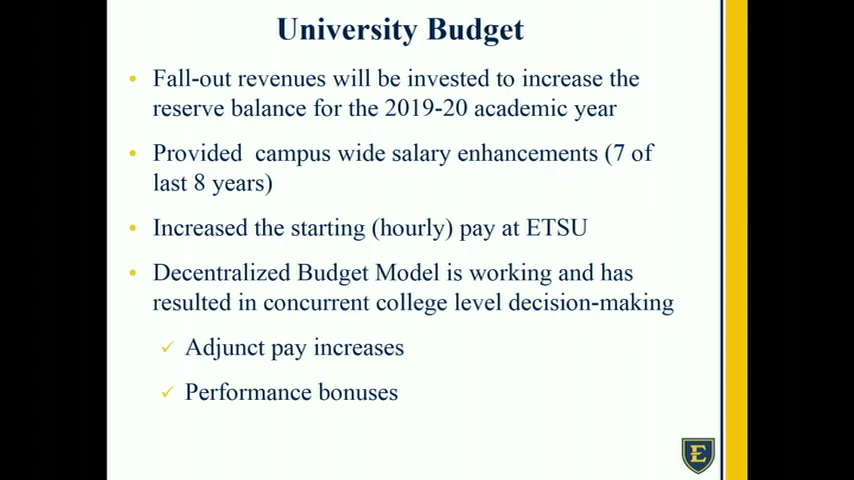 University Budget
• Fall-out revenues will be invested to increase the
reserve balance for the 2019-20 academic year
• Provided campus wide salary enhancements (7 of
last 8 years)
• Increased the starting (hourly) pay at ETSU
• Decentralized Budget Model is working and has
resulted in concurrent college level decision-making
✓ Adjunct pay increases
✓ Performance bonuses
E